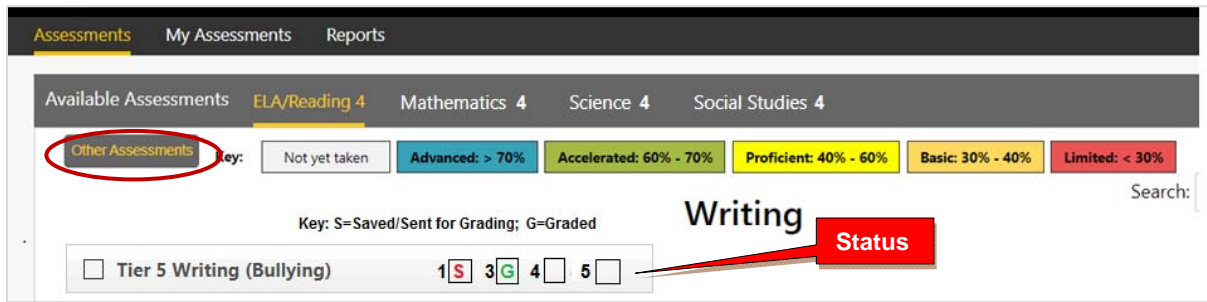 Assessments My Assessments Reports
Available Assessments ELA/Reading 4 Mathematics 4 Science 4 Social Studies 4
Other Assessments Key: Not yet taken Advanced: > 70% Accelerated: 60% - 70% Proficient: 40% - 60% Basic: 30% - 40% Limited: < 30%
Search:
Key: S=Saved/Sent for Grading; G=Graded Writing
Status
Tier 5 Writing (Bullying) 1 S 3 G 4 5